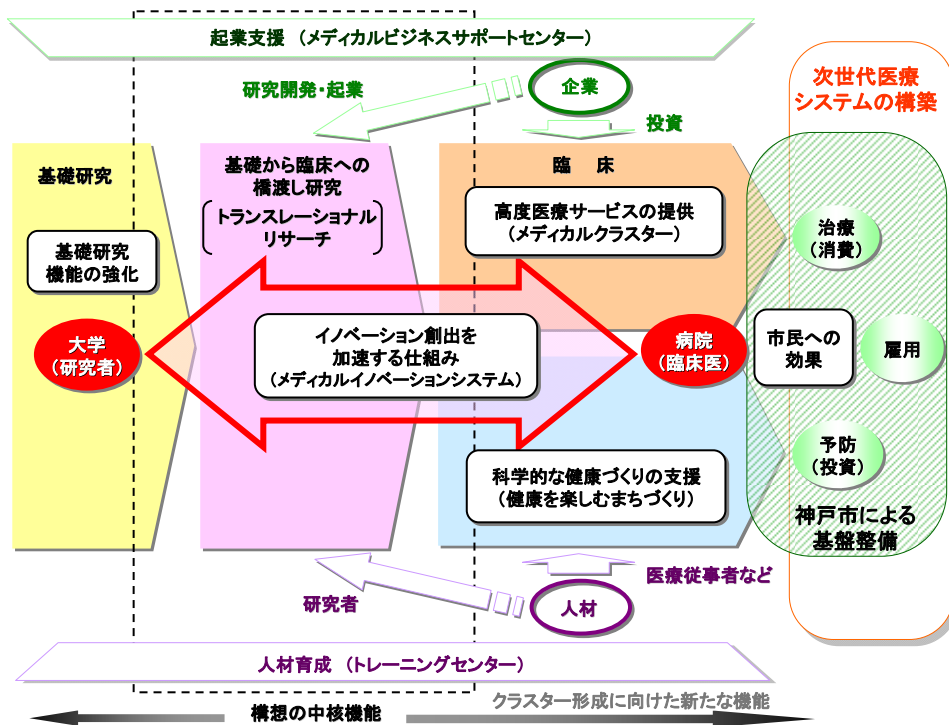 起業支援 (メディカルビジネスサポートセンター)
研究開発・起業
企業
投資
次世代医療
システムの構築
基礎研究
基礎から臨床への
橋渡し研究
トランスレーショナル
リサーチ
臨 床
高度医療サービスの提供
(メディカルクラスター)
基礎研究
機能の強化
治療
(消費)
大学
(研究者)
イノベーション創出を
加速する仕組み
(メディカルイノベーションシステム)
病院
(臨床医)
市民への
効果
雇用
予防
(投資)
科学的な健康づくりの支援
(健康を楽しむまちづくり)
神戸市による
基盤整備
研究者
医療従事者など
人材
人材育成 (トレーニングセンター)
構想の中核機能
クラスター形成に向けた新たな機能